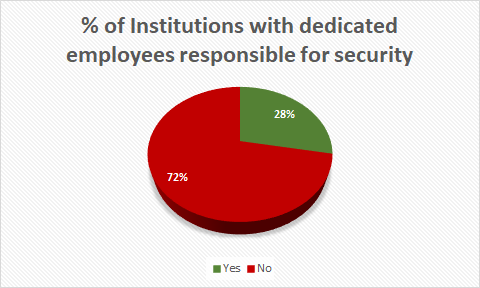 % of Institutions with dedicated
employees responsible for security
28%
72%
Yes No